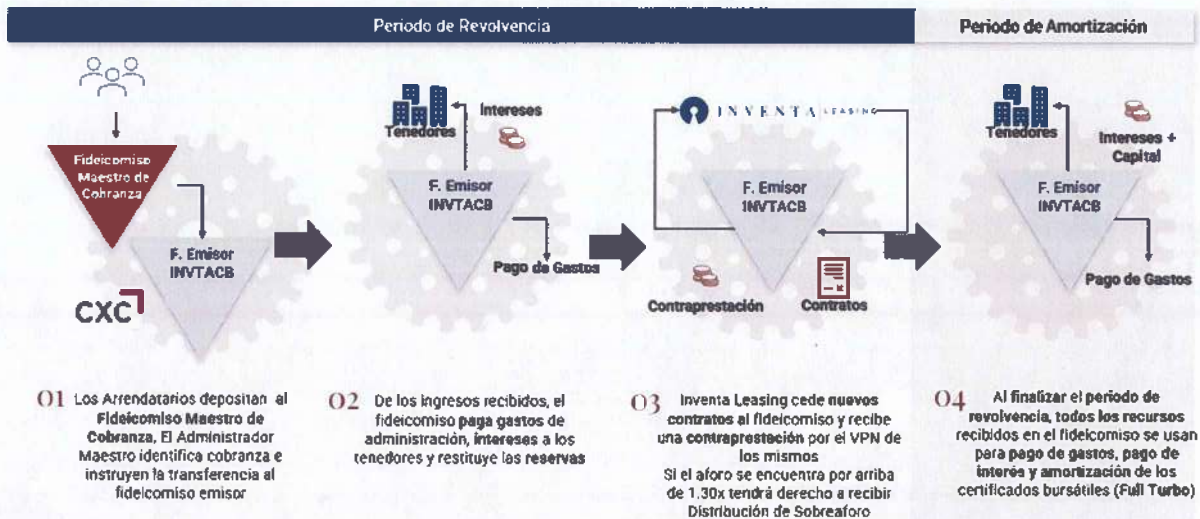 Periodo de Revolvencia
Periodo de Amortización
Fideicomiso
Maestro de
Cobranza
F. Emisor
INVTACB
CXC
Tenedores
Intereses
F. Emisor
INVTACB
Pago de Gastos
INVENTA LEASING
F. Emisor
INVTACB
Contraprestación
Contratos
Tenedores
Intereses +
Capital
F. Emisor
INVTACB
Pago de Gastos
01 Los Arrendatarios depositan al
Fideicomiso Maestro de
Cobranza, El Administrador
Maestro identifica cobranza e
instruyen la transferencia al
fideicomiso emisor
02 De los ingresos recibidos, el
fideicomiso paga gastos de
administración, intereses a los
tenedores y restituye las reservas
03 Inventa Leasing cede nuevos
contratos al fideicomiso y recibe
una contraprestación por el VPN de
los mismos
Si el aforo se encuentra por arriba
de 1.30x tendrá derecho a recibir
Distribución de Sobreaforo
04 Al finalizar el periodo de
revolvencia, todos los recursos
recibidos en el fideicomiso se usan
para pago de gastos, pago de
interés y amortización de los
certificados bursátiles (Full Turbo)